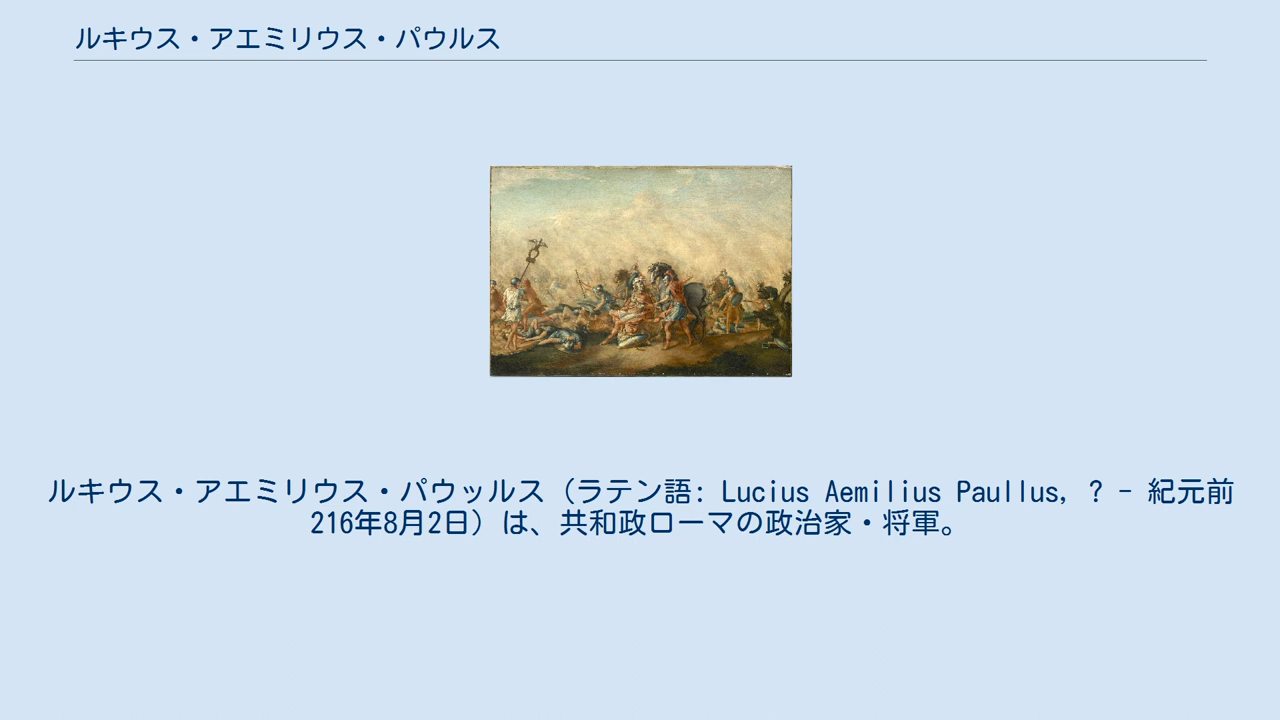 ルキウス・アエミリウス・パウルス
ルキウス・アエミリウス・パウッルス（ラテン語: Lucius Aemilius Paullus, ? - 紀元前
216年8月2日）は、共和政ローマの政治家・将軍。